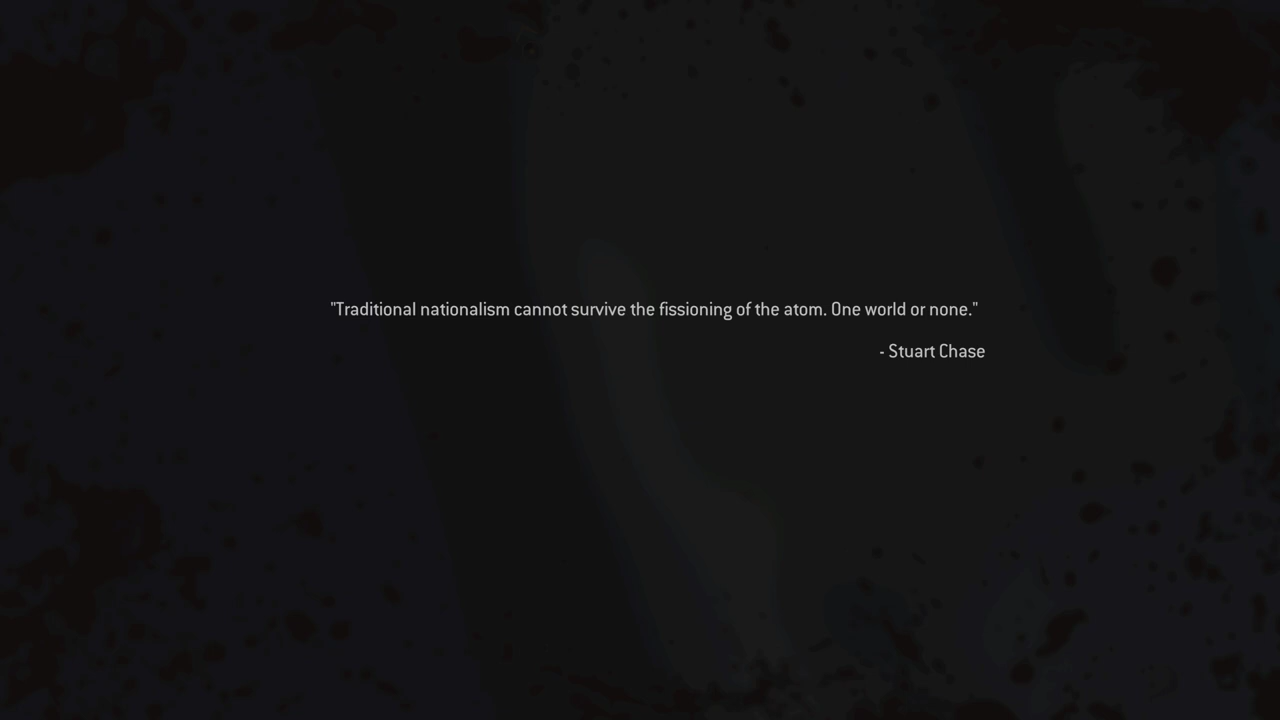 "Traditional nationalism cannot survive the fissioning of the atom. One world or none."
- Stuart Chase